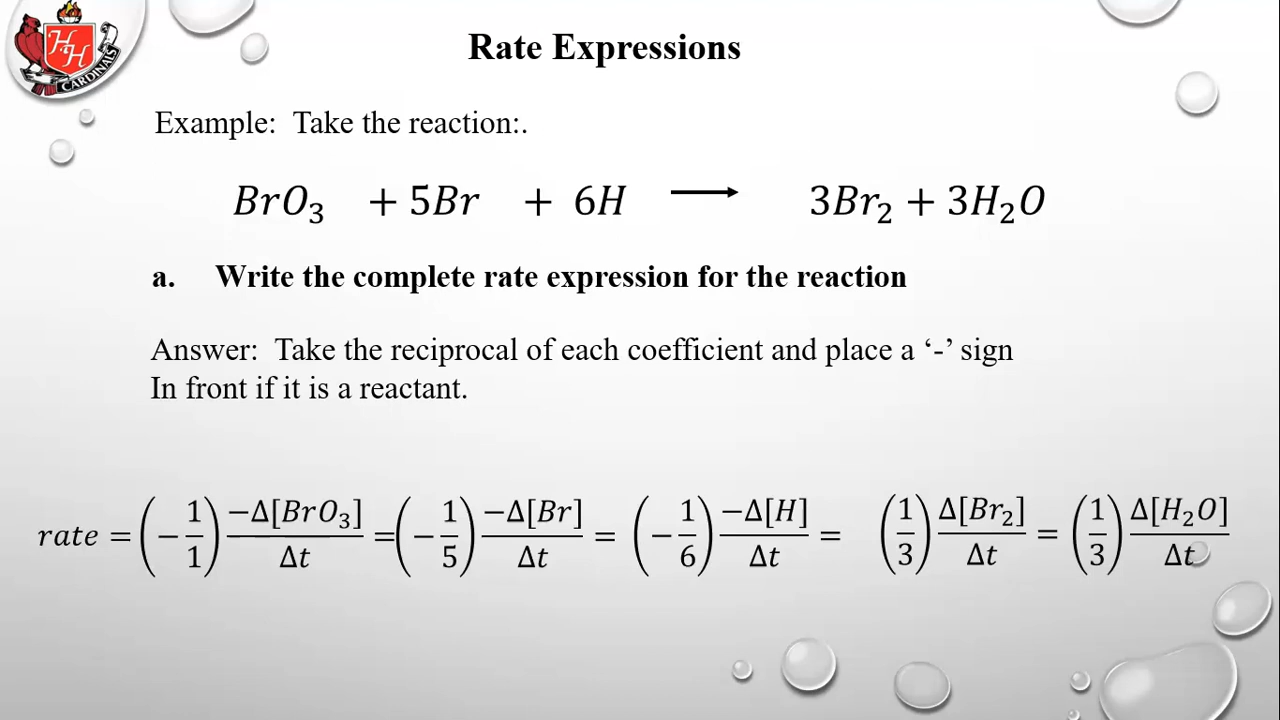 HH
CARDINALS
Rate Expressions
Example: Take the reaction:.
BrO₃ + 5Br + 6H ⟶ 3Br₂ + 3H₂O
a. Write the complete rate expression for the reaction
Answer: Take the reciprocal of each coefficient and place a ‘-’ sign
In front if it is a reactant.
rate = (−1/1) −Δ[BrO₃]/Δt = (−1/5) −Δ[Br]/Δt = (−1/6) −Δ[H]/Δt = (1/3) Δ[Br₂]/Δt = (1/3) Δ[H₂O]/Δt